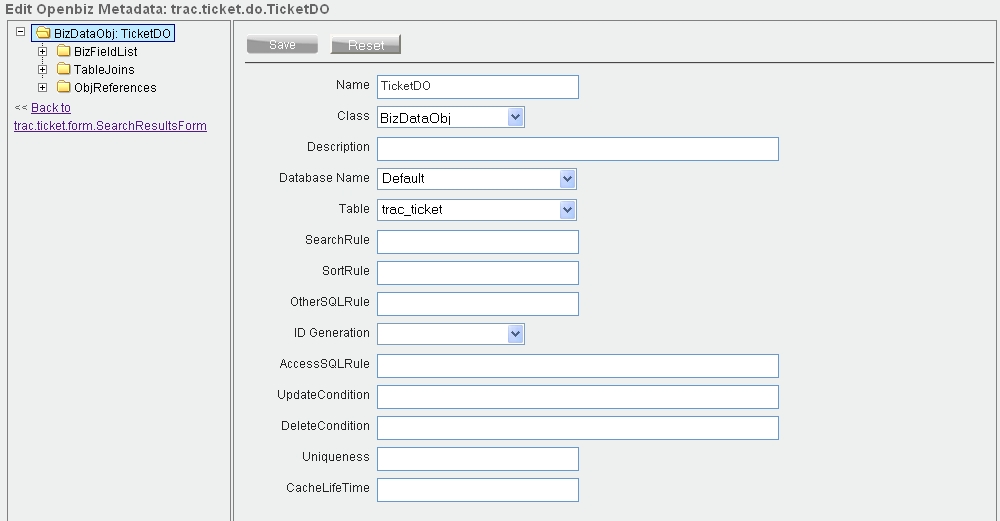 Edit Openbiz Metadata: trac.ticket.do.TicketDO
BizDataObj: TicketDO
BizFieldList
TableJoins
ObjReferences
<< Back to
trac.ticket.form.SearchResultsForm
Save Reset
Name TicketDO
Class BizDataObj
Description
Database Name Default
Table trac_ticket
SearchRule
SortRule
OtherSQLRule
ID Generation
AccessSQLRule
UpdateCondition
DeleteCondition
Uniqueness
CacheLifeTime